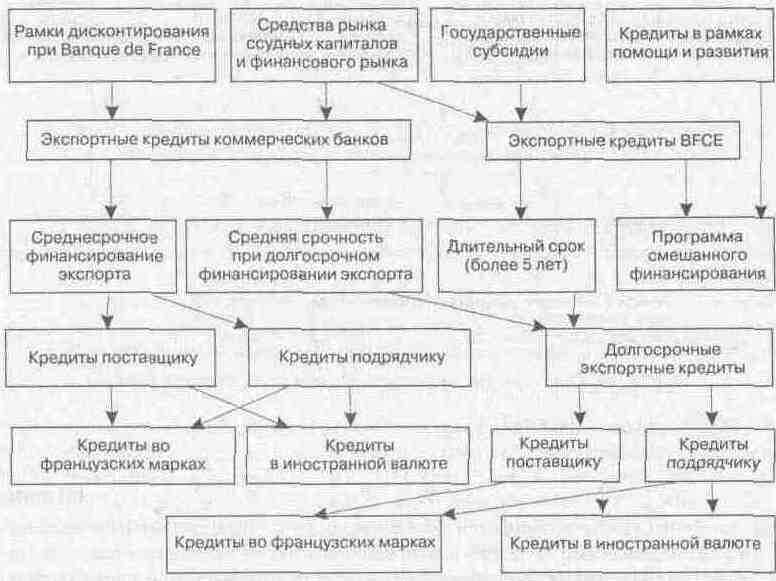 Рамки дисконтирования
при Banque de France
Средства рынка
ссудных капиталов
и финансового рынка
Государственные
субсидии
Кредиты в рамках
помощи и развития
Экспортные кредиты коммерческих банков
Экспортные кредиты BFCE
Среднесрочное
финансирование
экспорта
Средняя срочность
при долгосрочном
финансировании экспорта
Длительный срок
(более 5 лет)
Программа
смешанного
финансирования
Кредиты поставщику
Кредиты подрядчику
Долгосрочные
экспортные кредиты
Кредиты во
французских марках
Кредиты
в иностранной валюте
Кредиты
поставщику
Кредиты
подрядчику
Кредиты во французских марках
Кредиты в иностранной валюте